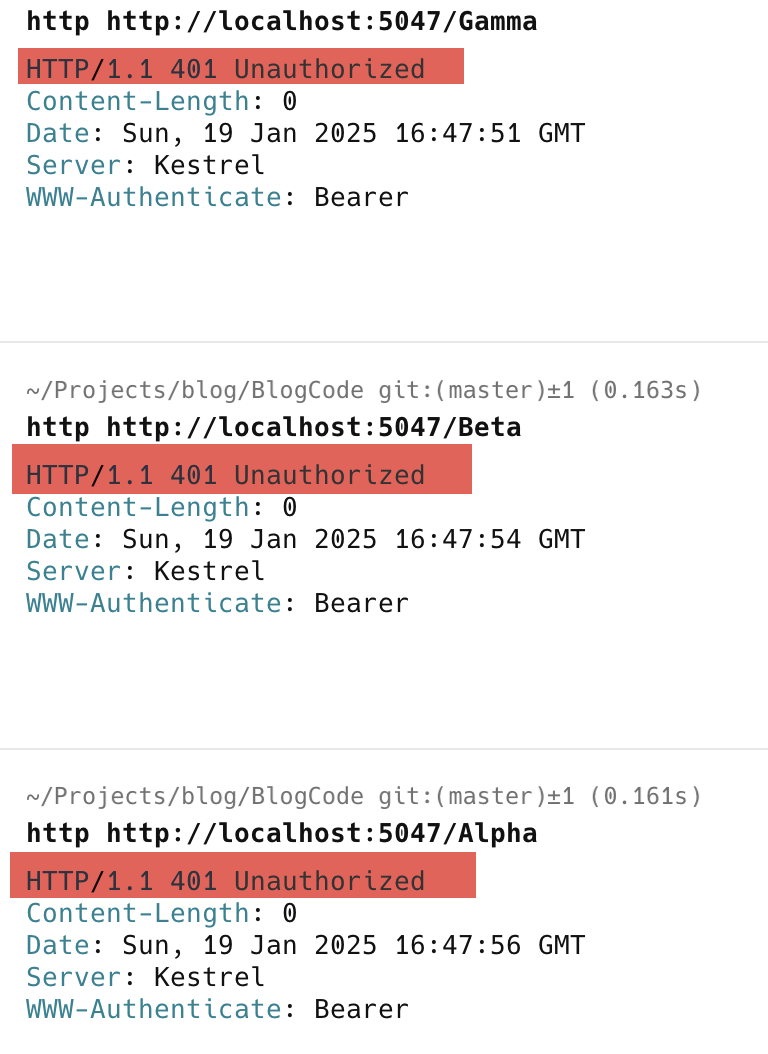 http http://localhost:5047/Gamma
HTTP/1.1 401 Unauthorized
Content-Length: 0
Date: Sun, 19 Jan 2025 16:47:51 GMT
Server: Kestrel
WWW-Authenticate: Bearer
~/Projects/blog/BlogCode git:(master)±1 (0.163s)
http http://localhost:5047/Beta
HTTP/1.1 401 Unauthorized
Content-Length: 0
Date: Sun, 19 Jan 2025 16:47:54 GMT
Server: Kestrel
WWW-Authenticate: Bearer
~/Projects/blog/BlogCode git:(master)±1 (0.161s)
http http://localhost:5047/Alpha
HTTP/1.1 401 Unauthorized
Content-Length: 0
Date: Sun, 19 Jan 2025 16:47:56 GMT
Server: Kestrel
WWW-Authenticate: Bearer